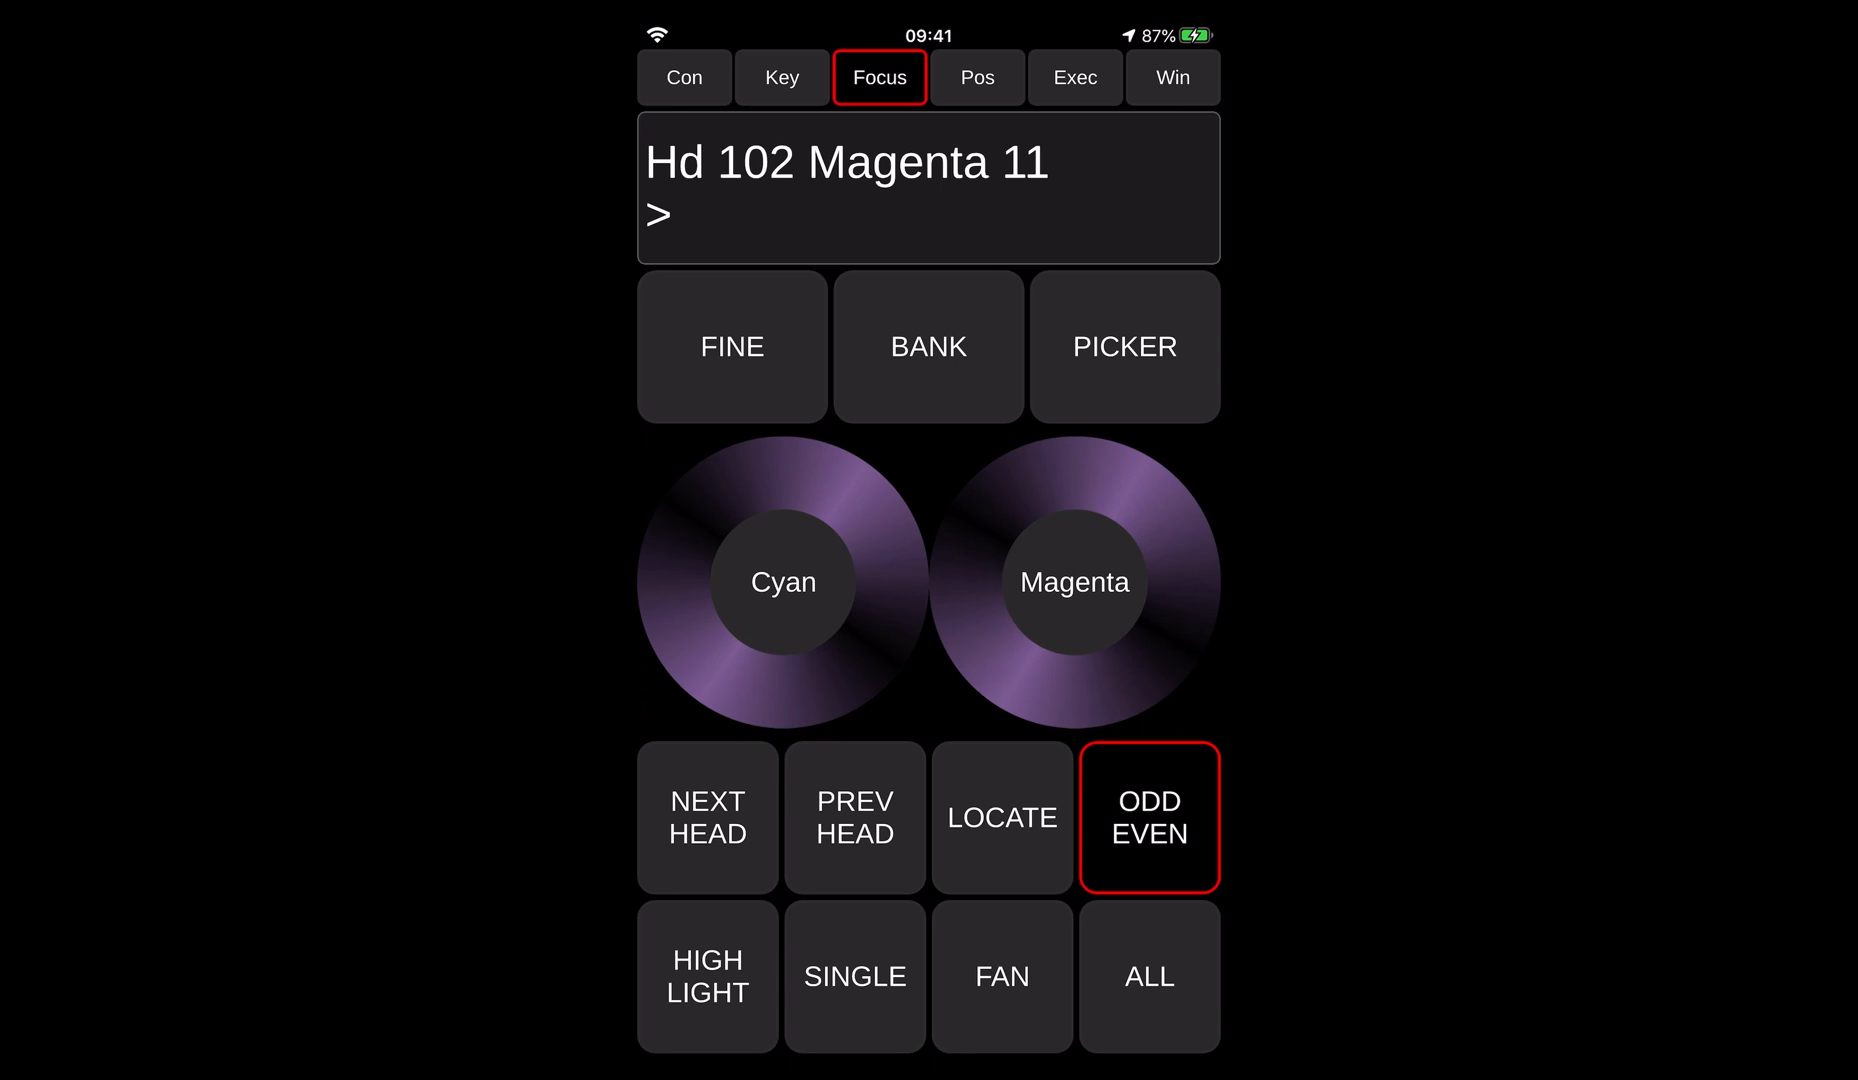 09:41
87%
Con Key Focus Pos Exec Win
Hd 102 Magenta 11
>
FINE BANK PICKER
Cyan Magenta
NEXT
HEAD
PREV
HEAD
LOCATE
ODD
EVEN
HIGH
LIGHT
SINGLE
FAN
ALL